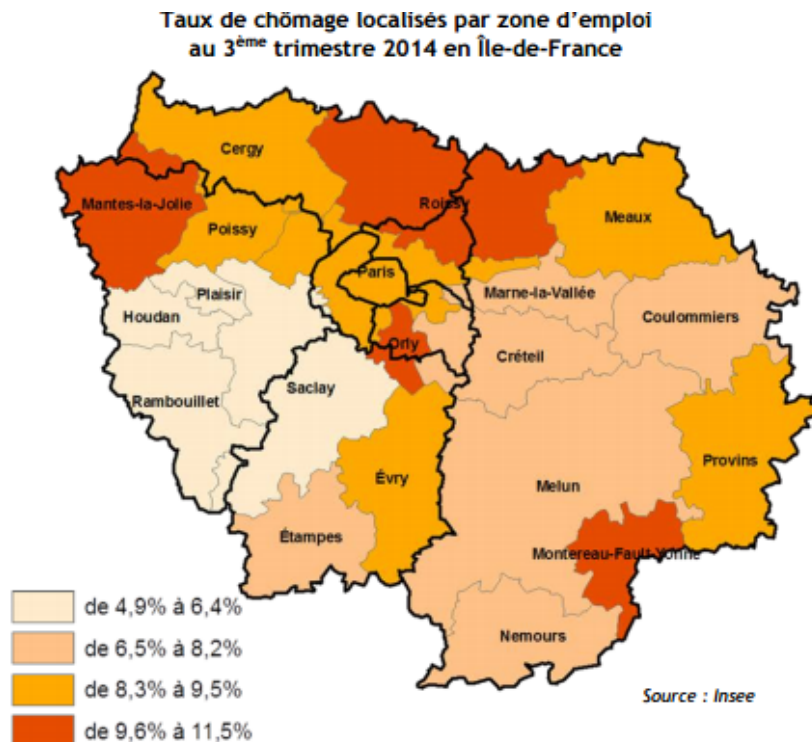 Taux de chömage localisés par zone d’emploi
au 3ème trimestre 2014 en Île-de-France
Cergy
Mantes-la-Jolie
Roissy
Meaux
Poissy
Paris
Plaisir
Marne-la-Vallée
Houdan
Coulommiers
Orly
Créteil
Saclay
Rambouillet
Provins
Évry
Melun
Étampes
Montereau-Fault-Yonne
Nemours
de 4,9% à 6,4%
de 6,5% à 8,2%
de 8,3% à 9,5%
de 9,6% à 11,5%
Source : Insee